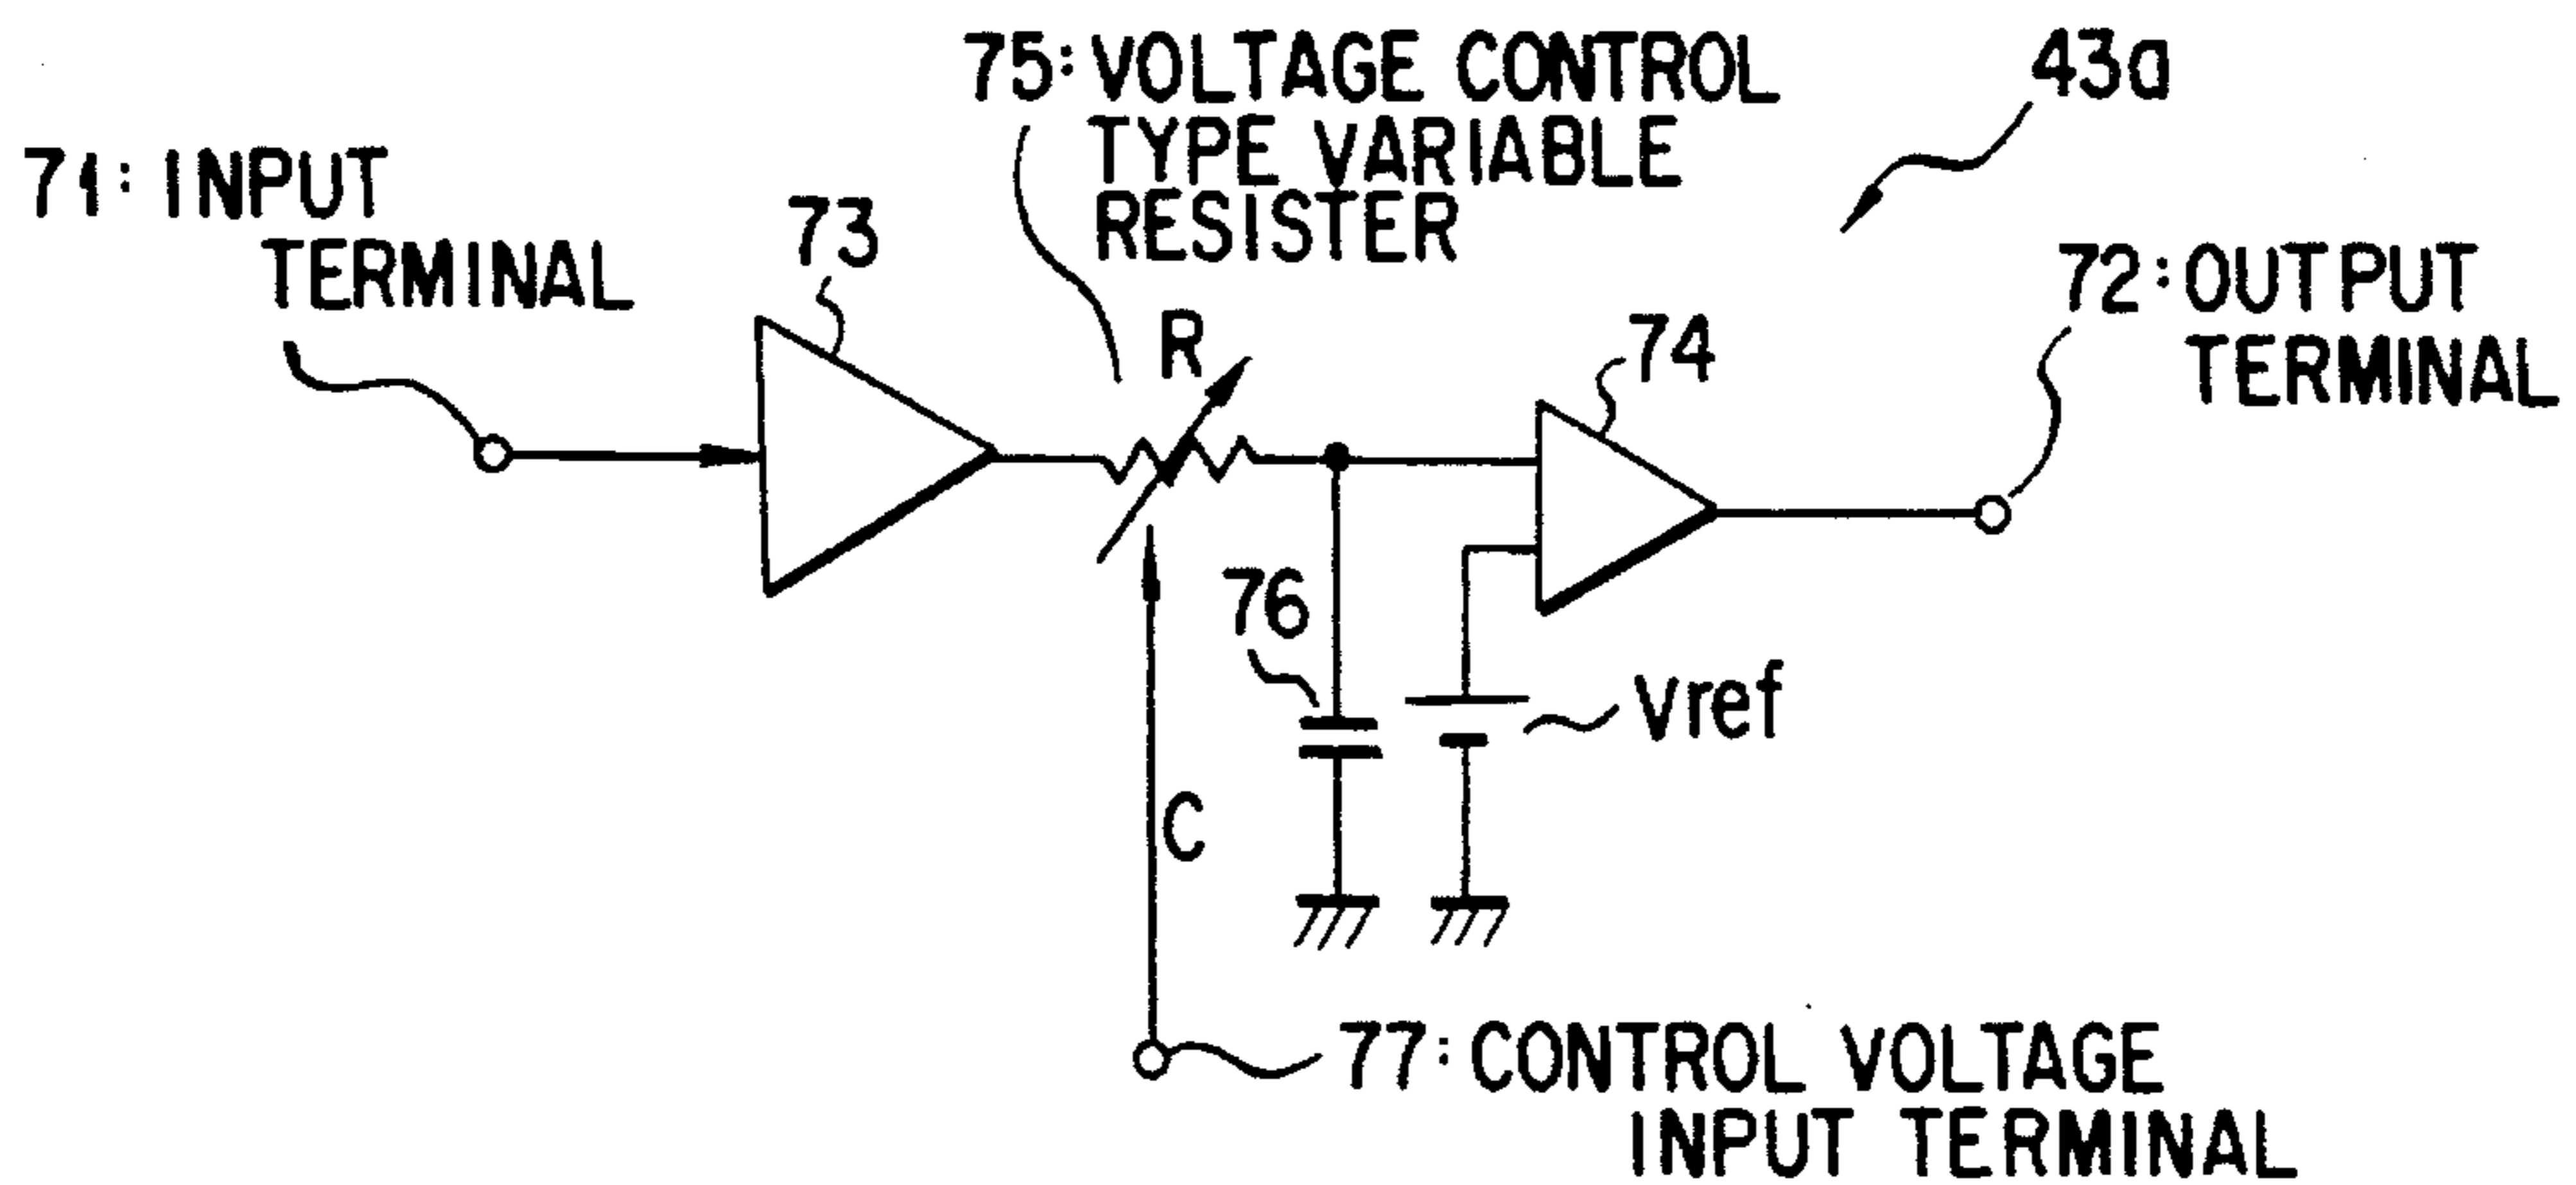 75: VOLTAGE CONTROL
TYPE VARIABLE
RESISTER
43a
71: INPUT
TERMINAL
73
72: OUTPUT
TERMINAL
R
74
76
Vref
C
77: CONTROL VOLTAGE
INPUT TERMINAL